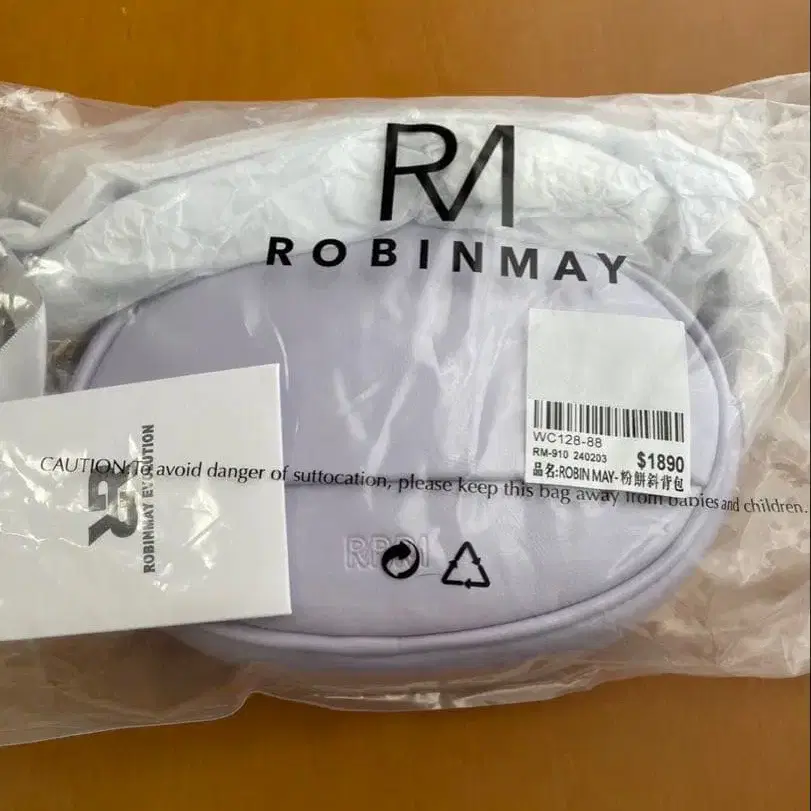 RM
ROBINMAY
WC128-88
RM-910 240203 $1890
品名:ROBIN MAY-粉餅斜背包
CAUTION:To avoid danger of suttocation, please keep this bag away from babies and children.
ROBINMAY EVOLUTION